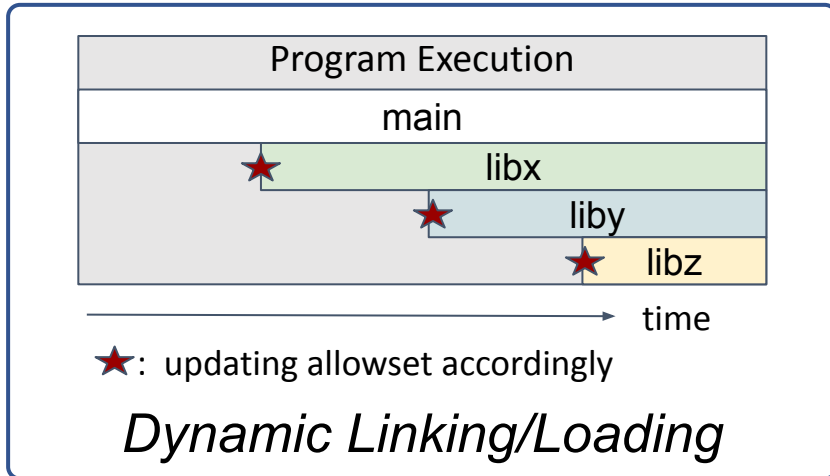 Program Execution
main
libx
liby
libz
time
: updating allowset accordingly
Dynamic Linking/Loading